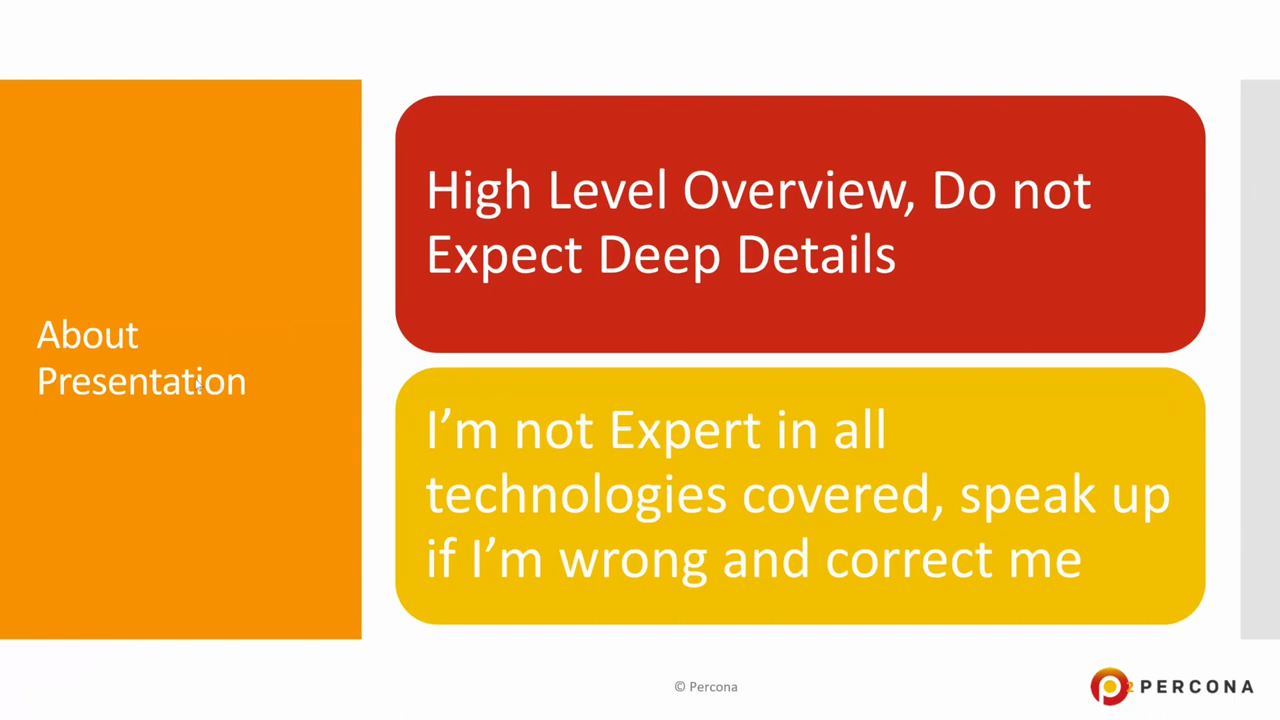 About
Presentation
High Level Overview, Do not
Expect Deep Details
I’m not Expert in all
technologies covered, speak up
if I’m wrong and correct me
© Percona
2
PERCONA